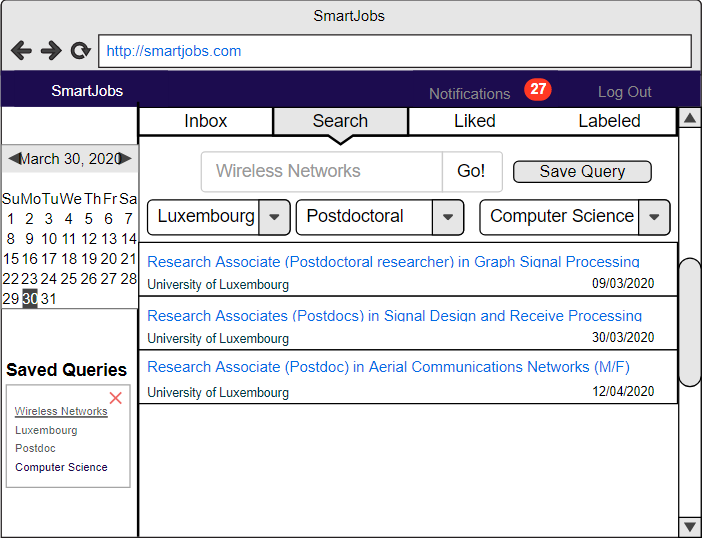 SmartJobs
http://smartjobs.com
SmartJobs
Notifications 27 Log Out
Inbox Search Liked Labeled
March 30, 2020
Wireless Networks Go! Save Query
Luxembourg Postdoctoral Computer Science
SuMoTuWe Th Fr Sa
1 2 3 4 5 6 7
8 9 10 11 12 13 14
15 16 17 18 19 20 21
22 23 24 25 26 27 28
29 30 31
Research Associate (Postdoctoral researcher) in Graph Signal Processing
University of Luxembourg 09/03/2020
Research Associates (Postdocs) in Signal Design and Receive Processing
University of Luxembourg 30/03/2020
Research Associate (Postdoc) in Aerial Communications Networks (M/F)
University of Luxembourg 12/04/2020
Saved Queries
Wireless Networks
Luxembourg
Postdoc
Computer Science